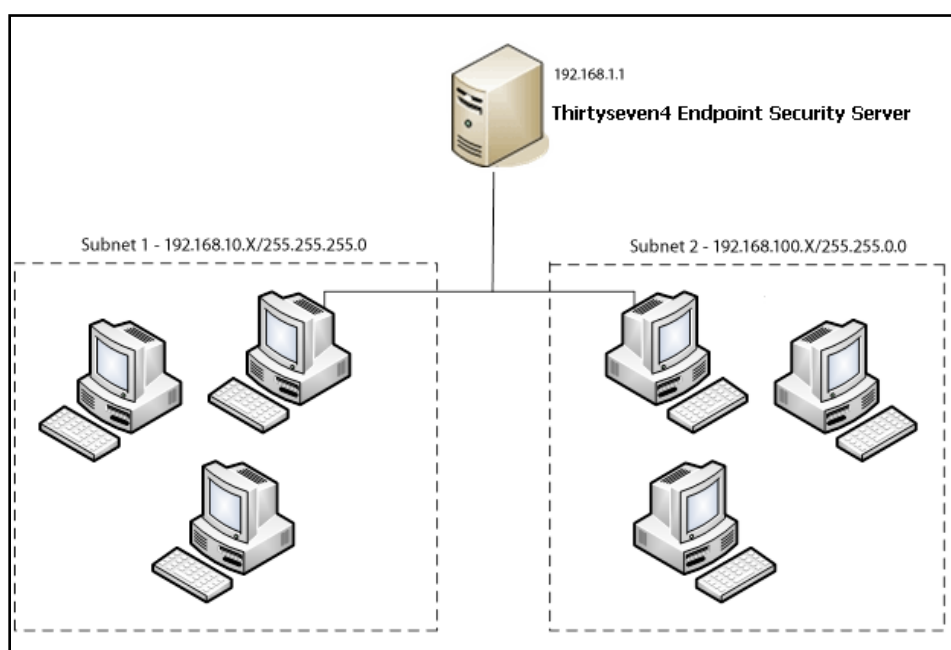 192.168.1.1
Thirtyseven4 Endpoint Security Server
Subnet 1 - 192.168.10.X/255.255.255.0
Subnet 2 - 192.168.100.X/255.255.0.0